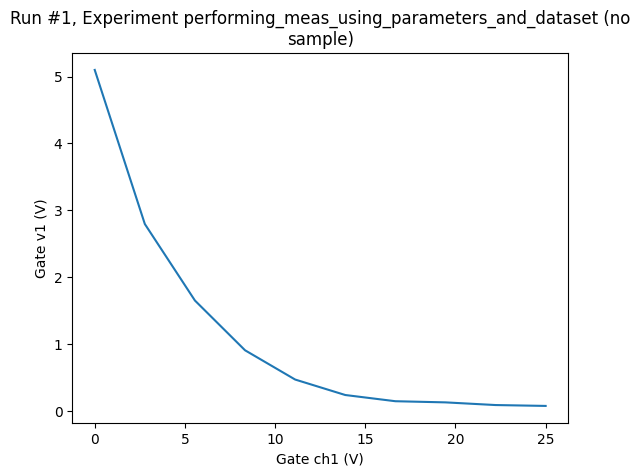 Run #1, Experiment performing_meas_using_parameters_and_dataset (no
sample)
5
4
3
2
1
0
Gate v1 (V)
0 5 10 15 20 25
Gate ch1 (V)